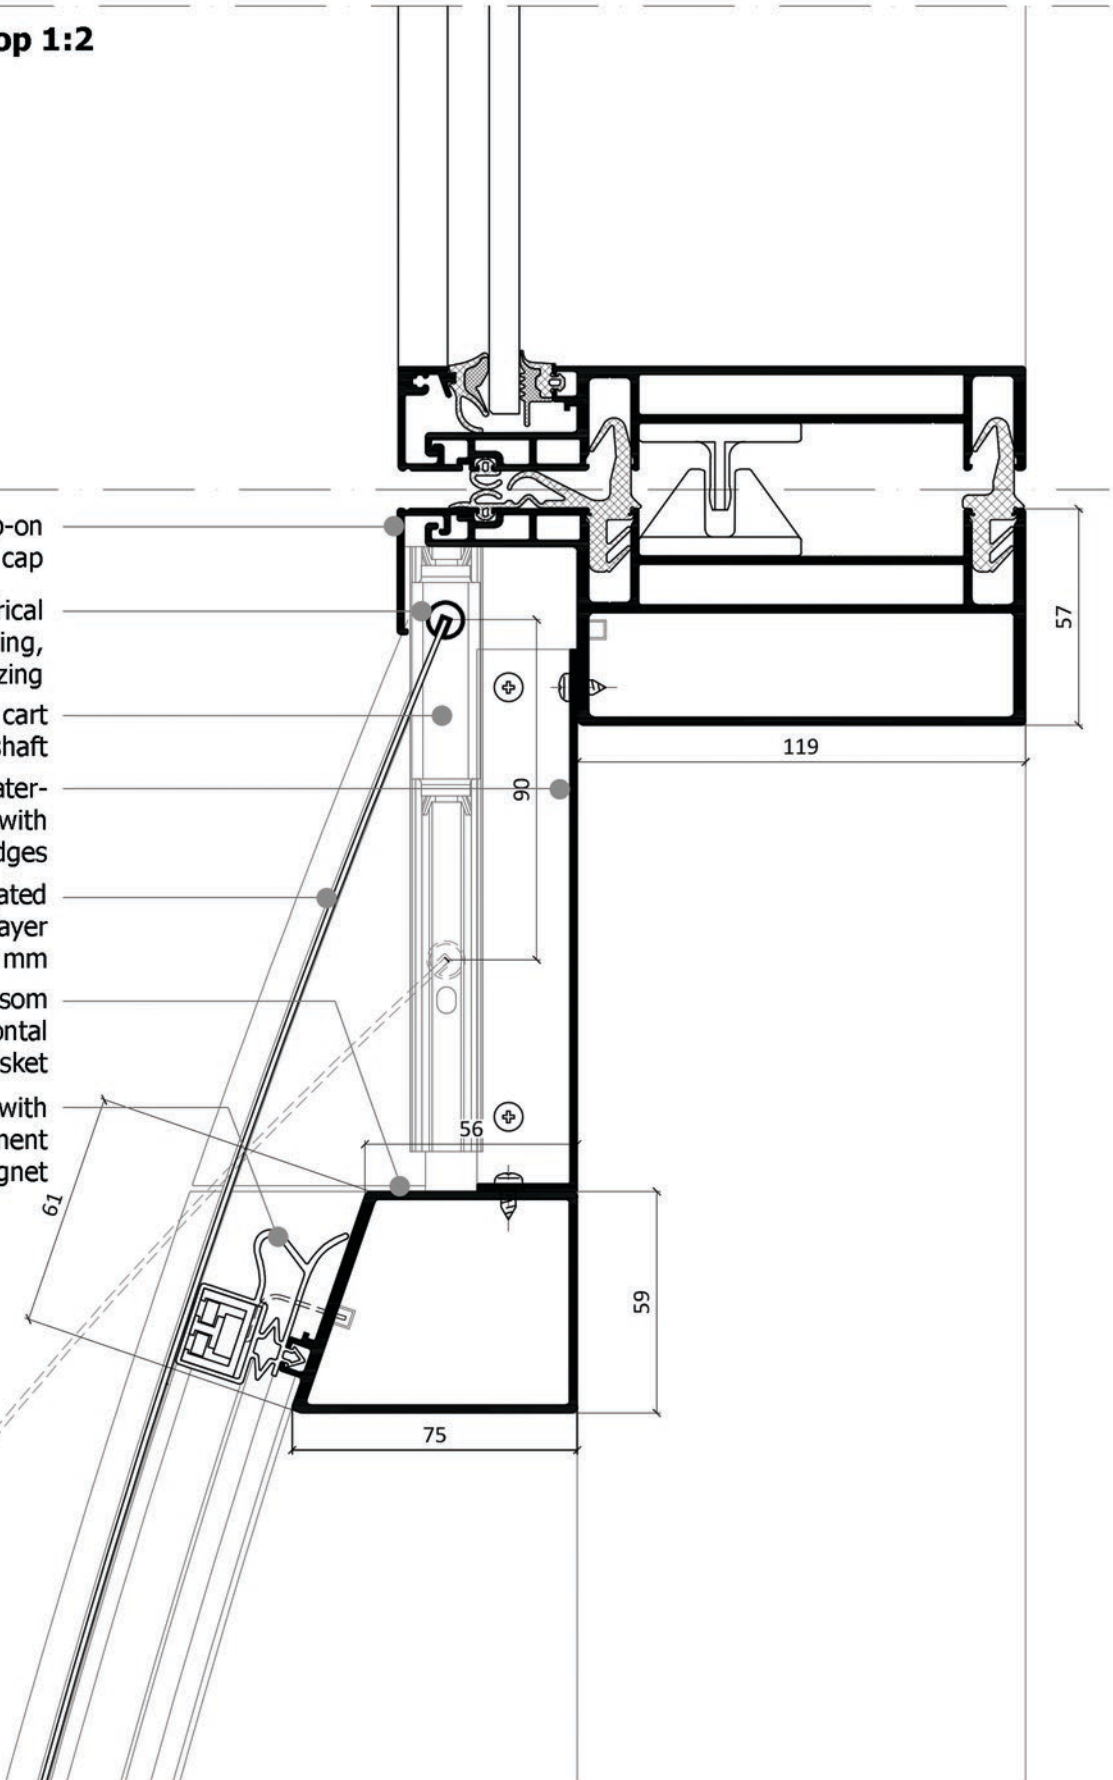 op 1:2
o-on
cap
rical
ing,
zing
cart
shaft
ater-
with
dges
ated
ayer
mm
som
ontal
sket
with
nent
gnet
57
119
90
56
61
59
75